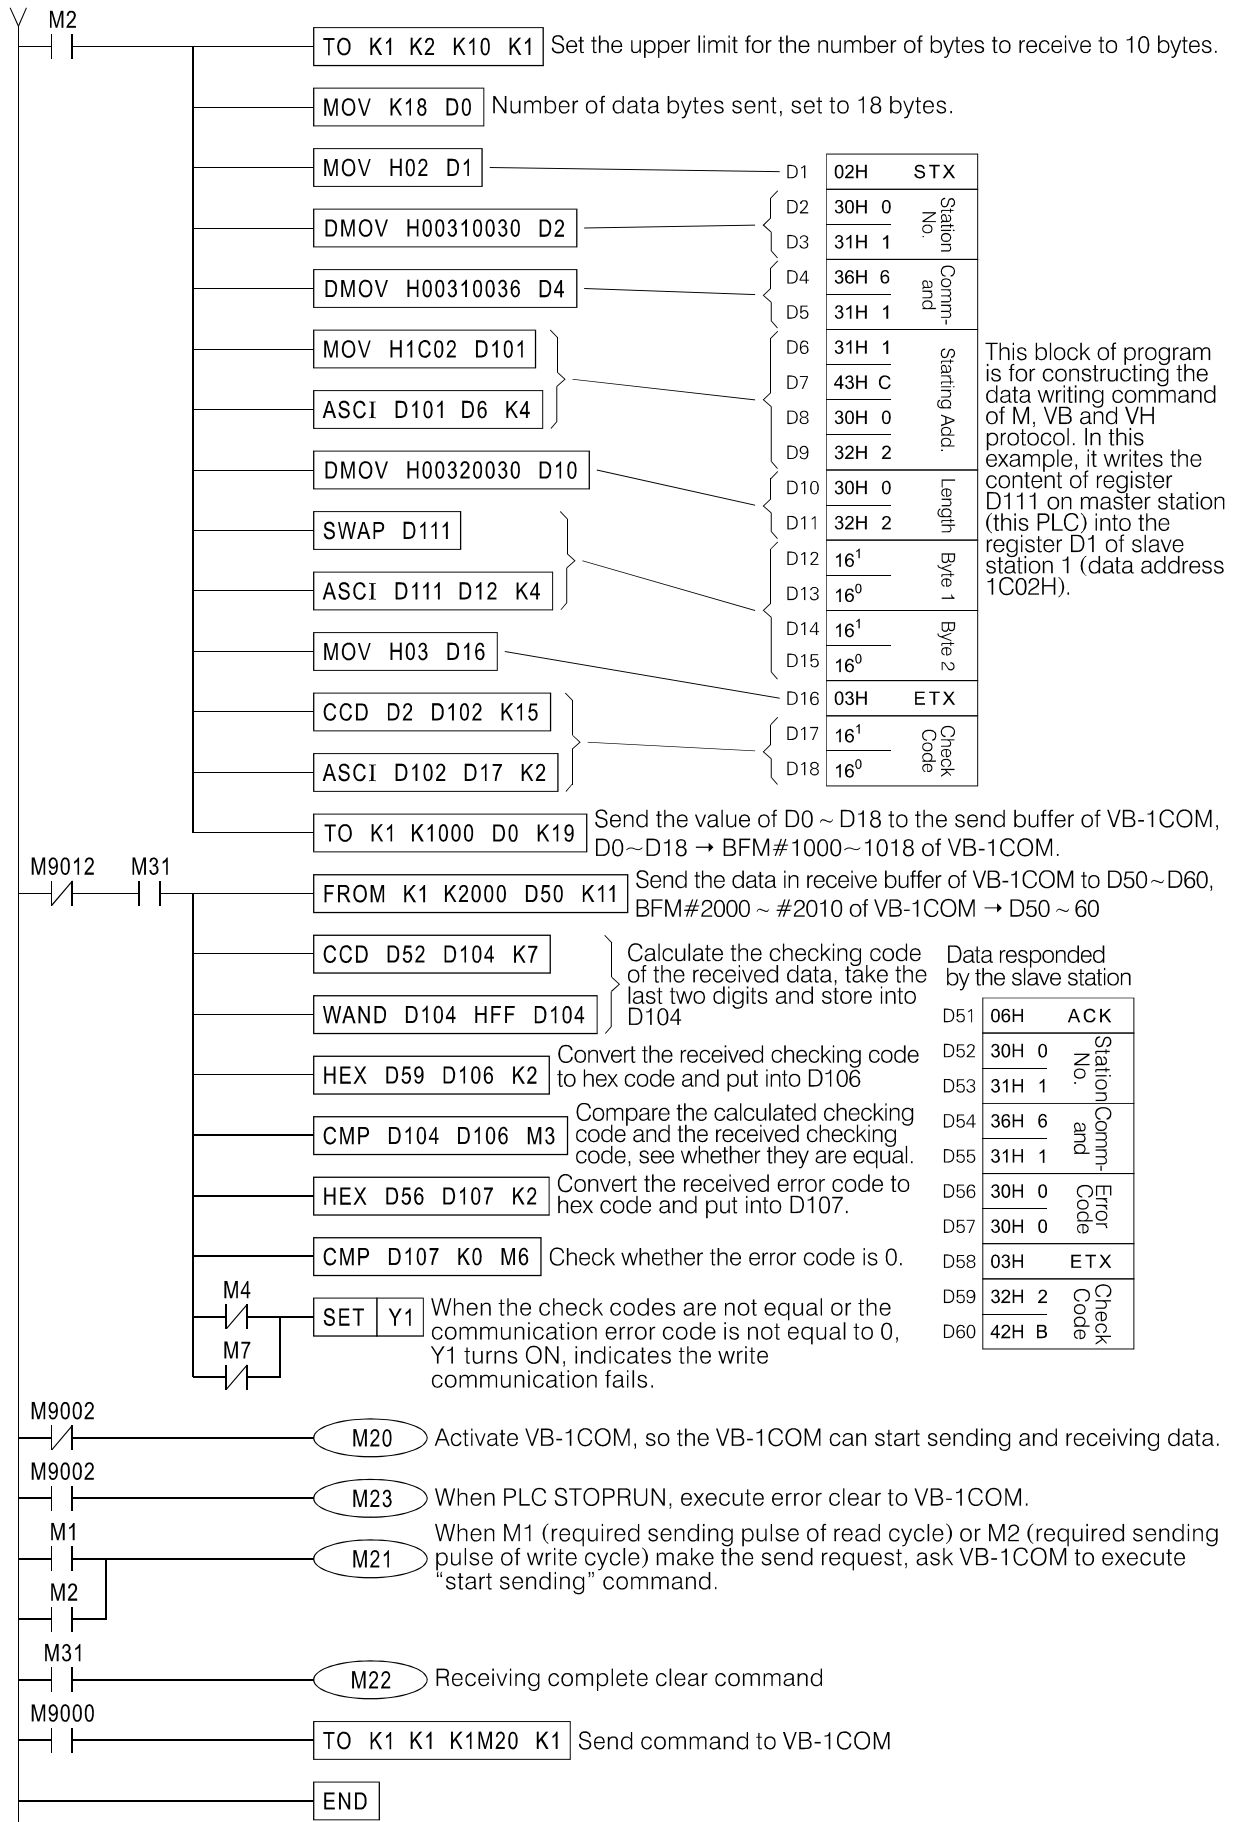 M2
TO K1 K2 K10 K1 Set the upper limit for the number of bytes to receive to 10 bytes.
MOV K18 D0 Number of data bytes sent, set to 18 bytes.
MOV H02 D1
DMOV H00310030 D2
DMOV H00310036 D4
MOV H1C02 D101
ASCI D101 D6 K4
DMOV H00320030 D10
SWAP D111
ASCI D111 D12 K4
MOV H03 D16
CCD D2 D102 K15
ASCI D102 D17 K2
D1 02H STX
D2 30H 0
D3 31H 1
Station
No.
D4 36H 6
D5 31H 1
Comm-
and
D6 31H 1
D7 43H C
D8 30H 0
D9 32H 2
Starting Add.
D10 30H 0
D11 32H 2
Length
D12 16¹
D13 16⁰
Byte 1
D14 16¹
D15 16⁰
Byte 2
D16 03H ETX
D17 16¹
D18 16⁰
Check
Code
This block of program
is for constructing the
data writing command
of M, VB and VH
protocol. In this
example, it writes the
content of register
D111 on master station
(this PLC) into the
register D1 of slave
station 1 (data address
1C02H).
TO K1 K1000 D0 K19 Send the value of D0 ~ D18 to the send buffer of VB-1COM,
D0~D18 → BFM#1000~1018 of VB-1COM.
M9012 M31
FROM K1 K2000 D50 K11 Send the data in receive buffer of VB-1COM to D50~D60,
BFM#2000 ~ #2010 of VB-1COM → D50 ~ 60
CCD D52 D104 K7
WAND D104 HFF D104
Calculate the checking code
of the received data, take the
last two digits and store into
D104
HEX D59 D106 K2
Convert the received checking code
to hex code and put into D106
CMP D104 D106 M3
Compare the calculated checking
code and the received checking
code, see whether they are equal.
HEX D56 D107 K2
Convert the received error code to
hex code and put into D107.
CMP D107 K0 M6 Check whether the error code is 0.
M4
M7
SET Y1
When the check codes are not equal or the
communication error code is not equal to 0,
Y1 turns ON, indicates the write
communication fails.
Data responded
by the slave station
D51 06H ACK
D52 30H 0
D53 31H 1
Station
No.
D54 36H 6
D55 31H 1
Comm-
and
D56 30H 0
D57 30H 0
Error
Code
D58 03H ETX
D59 32H 2
D60 42H B
Check
Code
M9002
M20 Activate VB-1COM, so the VB-1COM can start sending and receiving data.
M9002
M23 When PLC STOPRUN, execute error clear to VB-1COM.
M1
M2
M21
When M1 (required sending pulse of read cycle) or M2 (required sending
pulse of write cycle) make the send request, ask VB-1COM to execute
“start sending” command.
M31
M22 Receiving complete clear command
M9000
TO K1 K1 K1M20 K1 Send command to VB-1COM
END